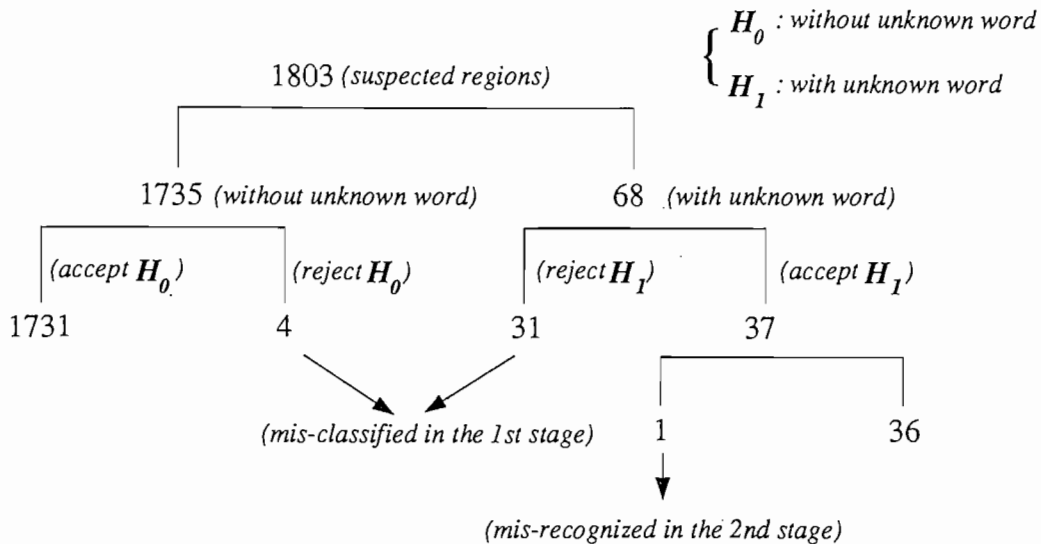 H0 : without unknown word
1803 (suspected regions)
{
H1 : with unknown word
1735 (without unknown word) 68 (with unknown word)
(accept H0) (reject H0) (reject H1) (accept H1)
1731 4 31 37
(mis-classified in the 1st stage) 1 36
(mis-recognized in the 2nd stage)